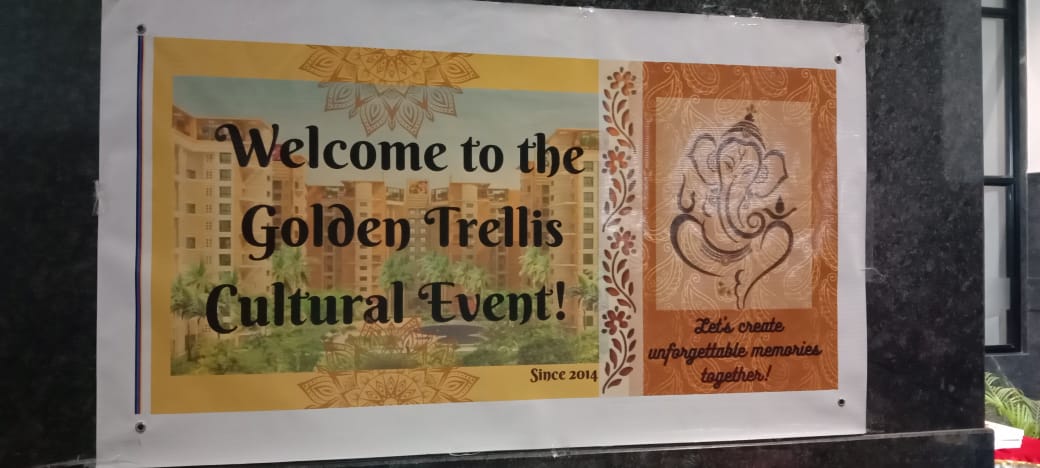 Welcome to the
Golden Trellis
Cultural Event!
Since 2014
Let's create
unforgettable memories
together!